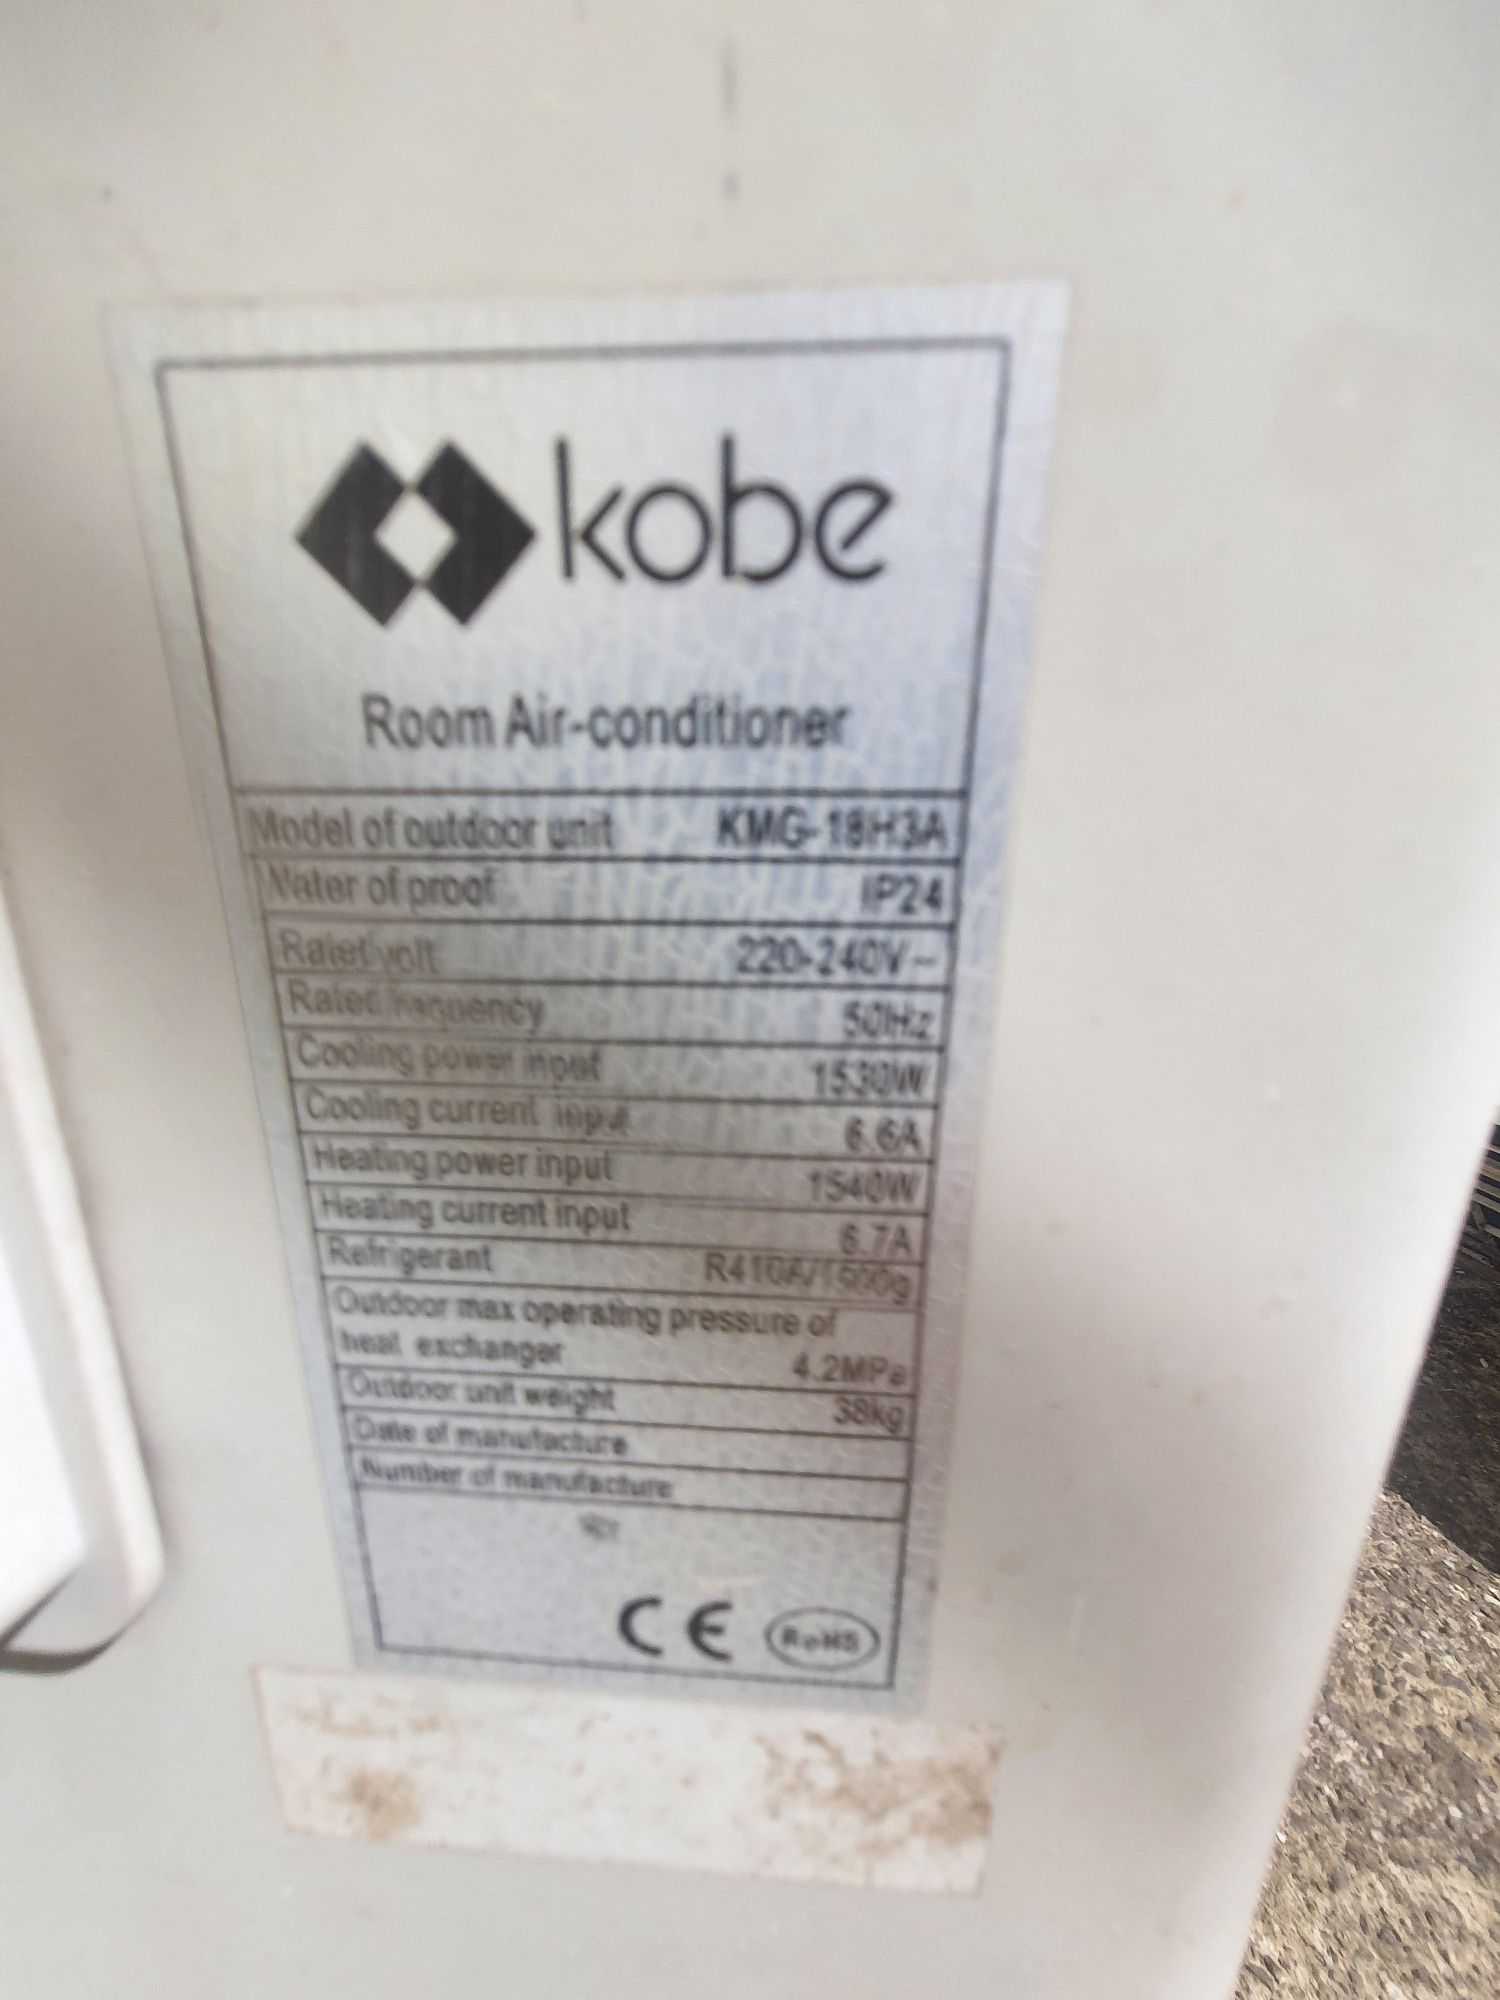 kobe
Room Air-conditioner
Model of outdoor unit KMG-18H3A
Water of proof IP24
Ratet volt 220-240V~
Rated frequency 50Hz
Cooling power input 1530W
Cooling current input 6.6A
Heating power input 1540W
Heating current input 6.7A
Refrigerant R410A/1500g
Outdoor max operating pressure of
heat exchanger 4.2MPa
Outdoor unit weight 38kg
Date of manufacture
Number of manufacture
CE RoHS